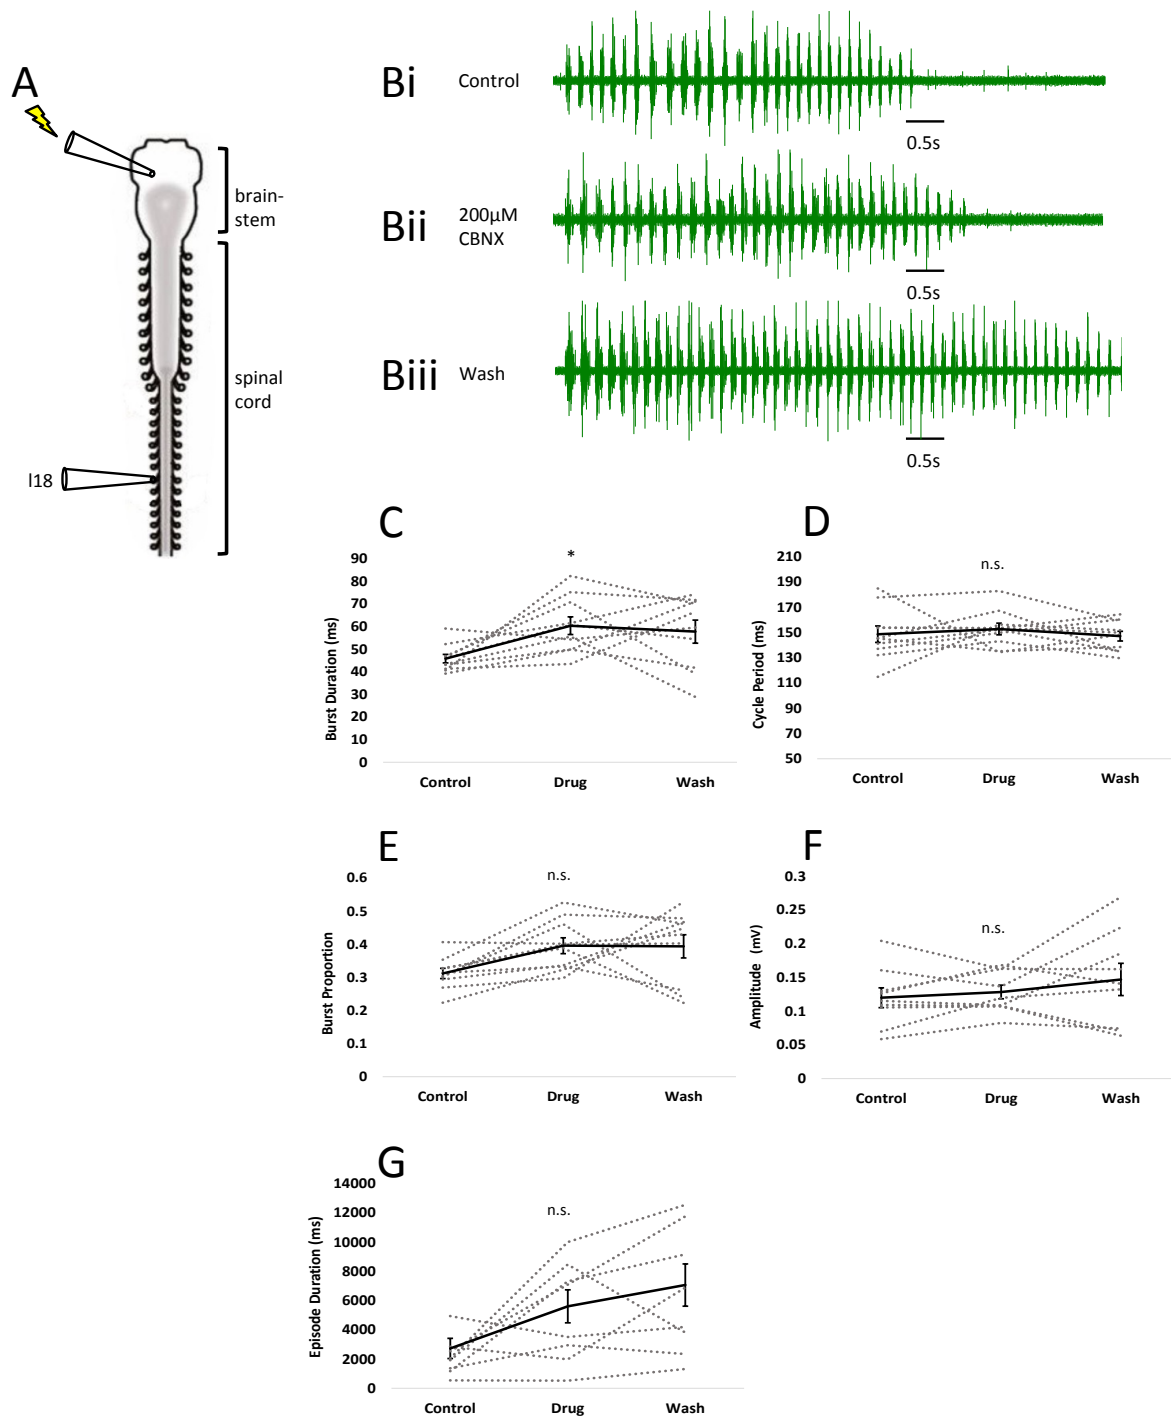 A
brain-
stem
spinal
cord
l18
Bi
Control
0.5s
Bii
200µM
CBNX
0.5s
Biii
Wash
0.5s
C
*
Burst Duration (ms)
90
80
70
60
50
40
30
20
10
0
Control Drug Wash
D
n.s.
Cycle Period (ms)
210
190
170
150
130
110
90
70
50
Control Drug Wash
E
n.s.
Burst Proportion
0.6
0.5
0.4
0.3
0.2
0.1
0
Control Drug Wash
F
n.s.
Amplitude (mV)
0.3
0.25
0.2
0.15
0.1
0.05
0
Control Drug Wash
G
n.s.
Episode Duration (ms)
14000
12000
10000
8000
6000
4000
2000
0
Control Drug Wash